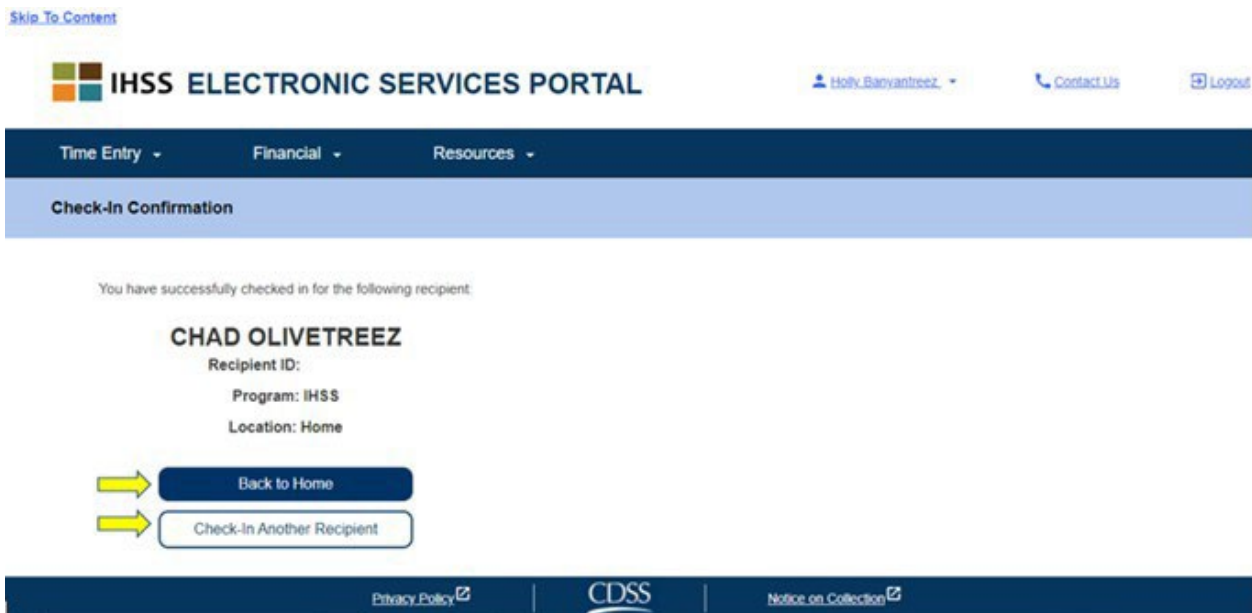 Skip To Content
IHSS ELECTRONIC SERVICES PORTAL
Holly Banyantreez
Contact Us
Logout
Time Entry
Financial
Resources
Check-In Confirmation
You have successfully checked in for the following recipient:
CHAD OLIVETREEZ
Recipient ID:
Program: IHSS
Location: Home
Back to Home
Check-In Another Recipient
Privacy Policy
CDSS
Notice on Collection